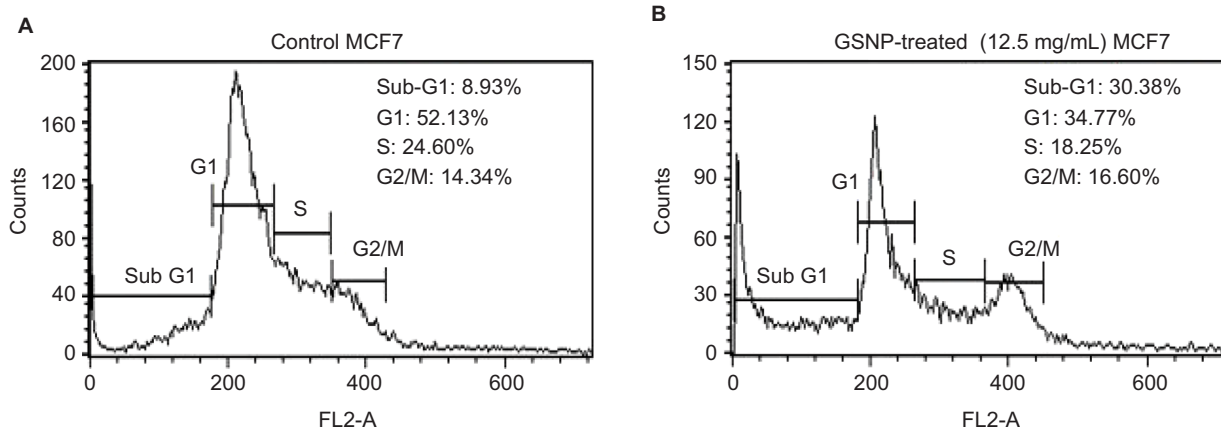 A
Control MCF7
200
160
120
80
40
0
Counts
Sub-G1: 8.93%
G1: 52.13%
S: 24.60%
G2/M: 14.34%
G1
S
G2/M
Sub G1
0 200 400 600
FL2-A
B
GSNP-treated (12.5 mg/mL) MCF7
150
120
90
60
30
0
Counts
Sub-G1: 30.38%
G1: 34.77%
S: 18.25%
G2/M: 16.60%
G1
S
G2/M
Sub G1
0 200 400 600
FL2-A